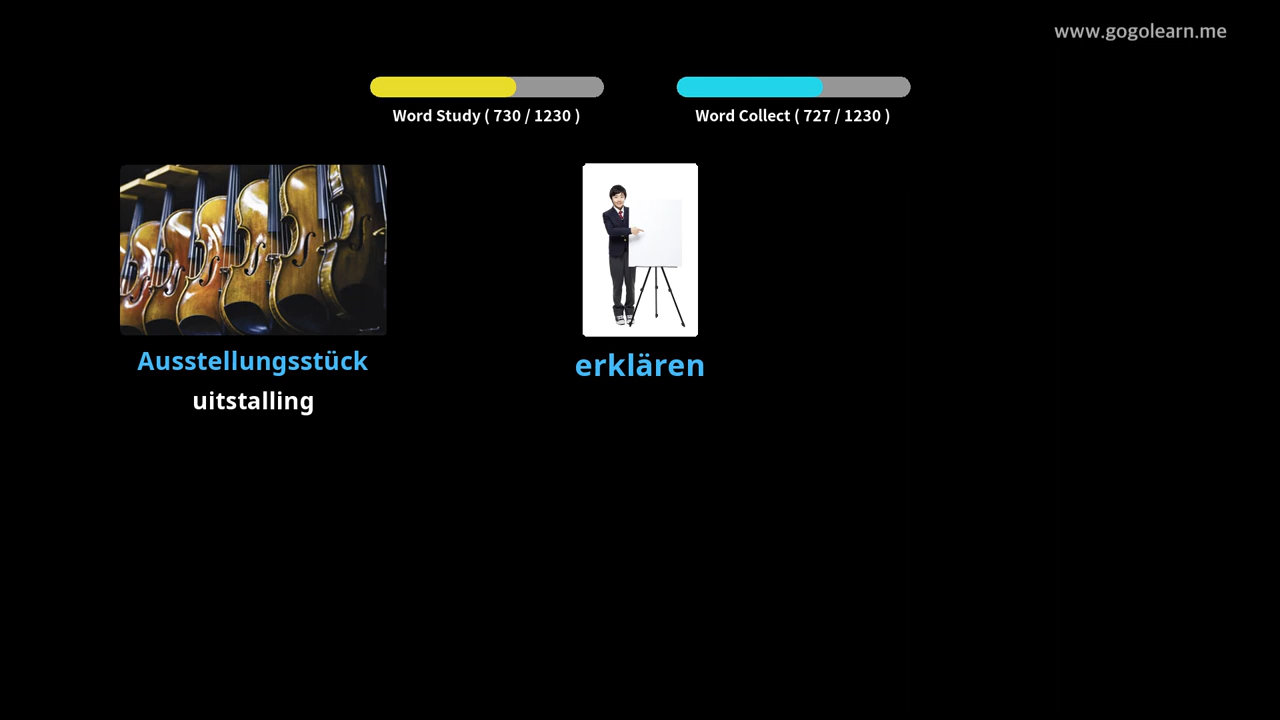 www.gogolearn.me
Word Study ( 730 / 1230 )
Word Collect ( 727 / 1230 )
Ausstellungsstück
uitstalling
erklären